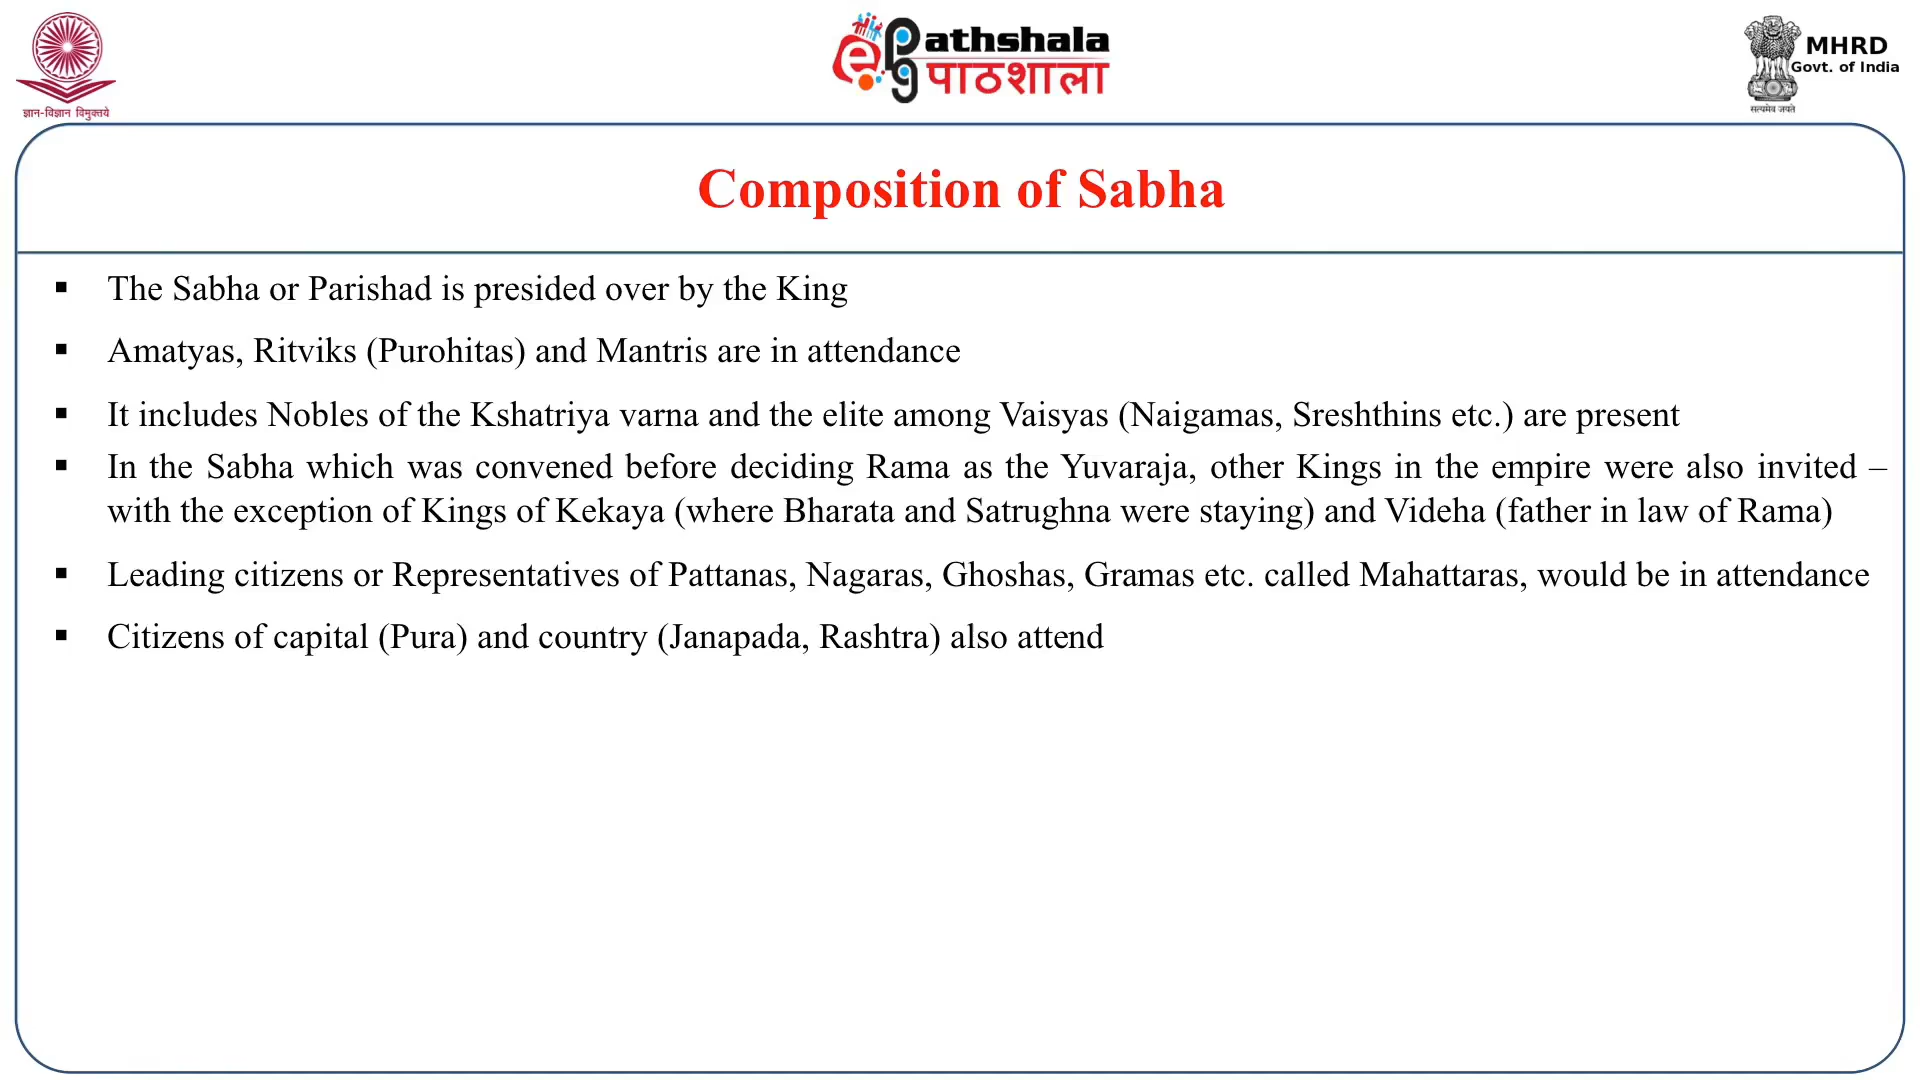 ज्ञान-विज्ञान विमुक्तये
ePathshala
पाठशाला
MHRD
Govt. of India
सत्यमेव जयते
Composition of Sabha
▪ The Sabha or Parishad is presided over by the King
▪ Amatyas, Ritviks (Purohitas) and Mantris are in attendance
▪ It includes Nobles of the Kshatriya varna and the elite among Vaisyas (Naigamas, Sreshthins etc.) are present
▪ In the Sabha which was convened before deciding Rama as the Yuvaraja, other Kings in the empire were also invited –
with the exception of Kings of Kekaya (where Bharata and Satrughna were staying) and Videha (father in law of Rama)
▪ Leading citizens or Representatives of Pattanas, Nagaras, Ghoshas, Gramas etc. called Mahattaras, would be in attendance
▪ Citizens of capital (Pura) and country (Janapada, Rashtra) also attend